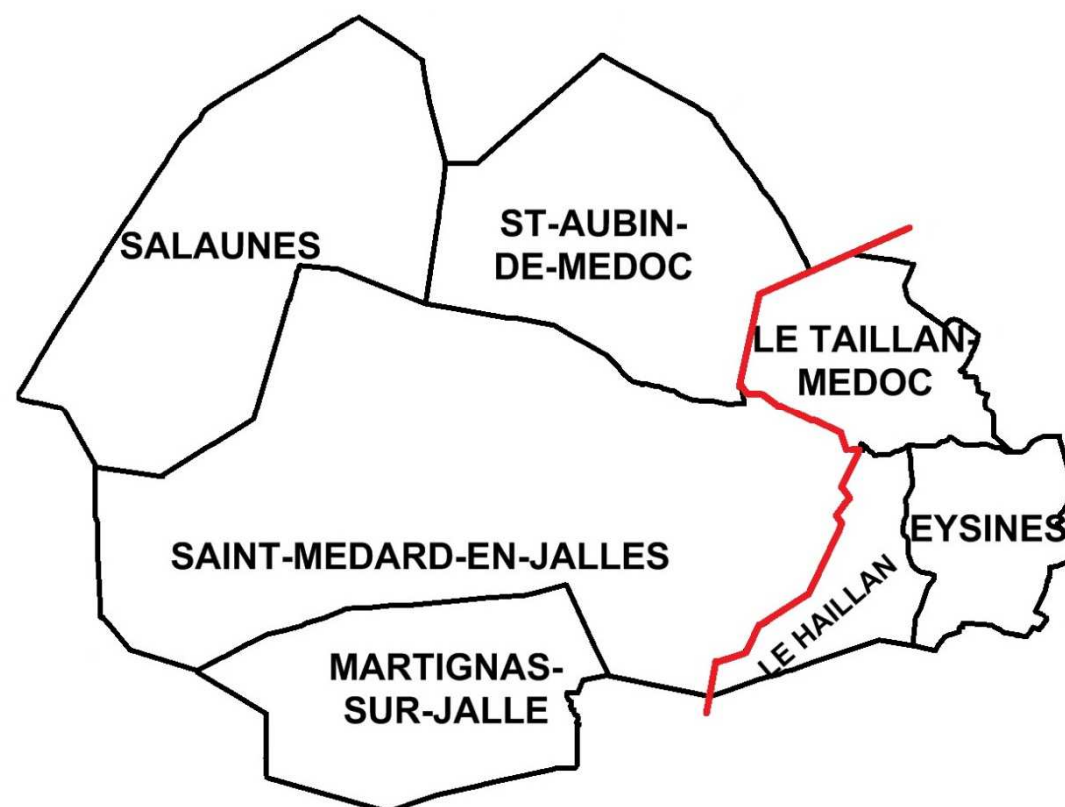 SALAUNES
ST-AUBIN-
DE-MEDOC
LE TAILLAN-
MEDOC
EYSINES
SAINT-MEDARD-EN-JALLES
LE HAILLAN
MARTIGNAS-
SUR-JALLE